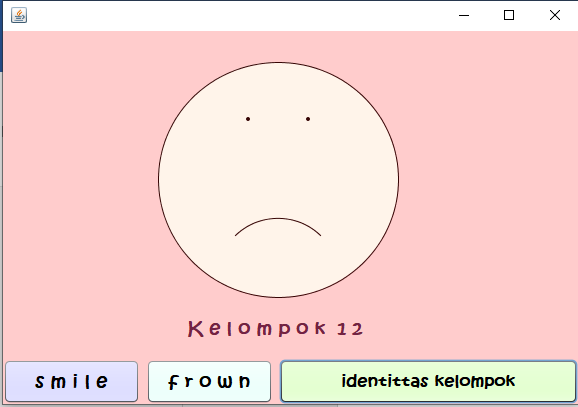 Kelompok 12
smile
frown
identittas kelompok